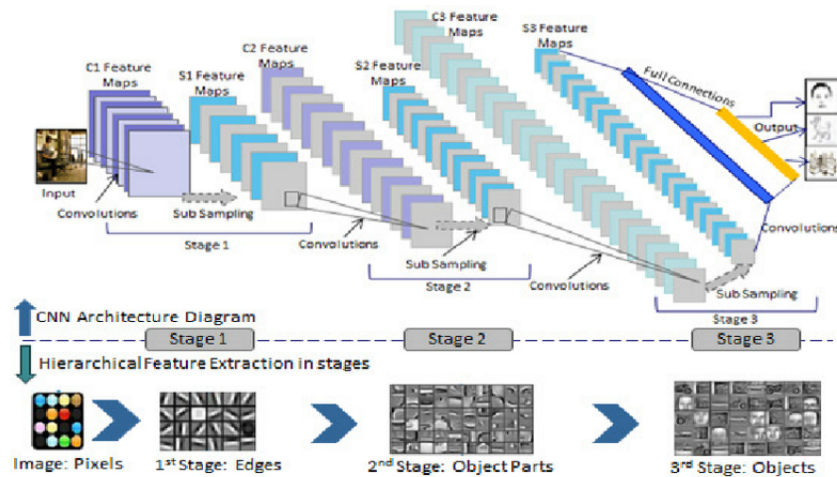 C3 Feature
Maps
S3 Feature
Maps
C2 Feature
Maps
S2 Feature
Maps
C1 Feature
Maps
S1 Feature
Maps
Full Connections
Output
Input
Convolutions
Sub Sampling
Stage 1
Convolutions
Sub Sampling
Stage 2
Convolutions
Convolutions
Sub Sampling
Stage 3
CNN Architecture Diagram
Stage 1
Stage 2
Stage 3
Hierarchical Feature Extraction in stages
Image: Pixels
1st Stage: Edges
2nd Stage: Object Parts
3rd Stage: Objects